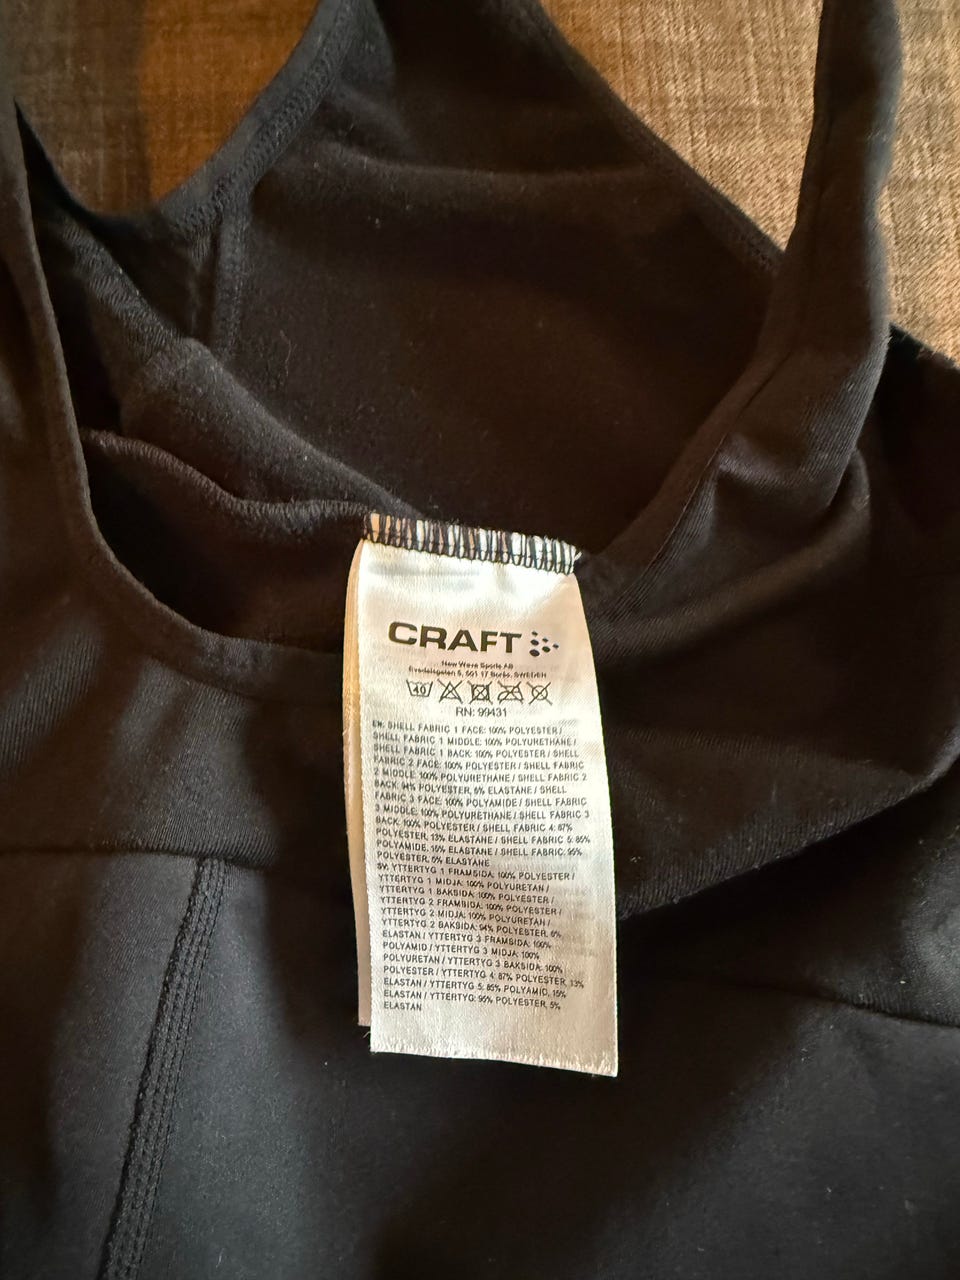 CRAFT
New Wave Sports AB
Evedalsgatan 5, 501 17 Borås, SWEDEN
40
RN: 99431
EN: SHELL FABRIC 1 FACE: 100% POLYESTER /
SHELL FABRIC 1 MIDDLE: 100% POLYURETHANE /
SHELL FABRIC 1 BACK: 100% POLYESTER / SHELL
FABRIC 2 FACE: 100% POLYESTER / SHELL FABRIC
2 MIDDLE: 100% POLYURETHANE / SHELL FABRIC 2
BACK: 94% POLYESTER, 6% ELASTANE / SHELL
FABRIC 3 FACE: 100% POLYAMIDE / SHELL FABRIC
3 MIDDLE: 100% POLYURETHANE / SHELL FABRIC 3
BACK: 100% POLYESTER / SHELL FABRIC 4: 87%
POLYESTER, 13% ELASTANE / SHELL FABRIC 5: 85%
POLYAMIDE, 15% ELASTANE / SHELL FABRIC: 95%
POLYESTER, 5% ELASTANE
SV: YTTERTYG 1 FRAMSIDA: 100% POLYESTER /
YTTERTYG 1 MIDJA: 100% POLYURETAN /
YTTERTYG 1 BAKSIDA: 100% POLYESTER /
YTTERTYG 2 FRAMSIDA: 100% POLYESTER /
YTTERTYG 2 MIDJA: 100% POLYURETAN /
YTTERTYG 2 BAKSIDA: 94% POLYESTER, 6%
ELASTAN / YTTERTYG 3 FRAMSIDA: 100%
POLYAMID / YTTERTYG 3 MIDJA: 100%
POLYURETAN / YTTERTYG 3 BAKSIDA: 100%
POLYESTER / YTTERTYG 4: 87% POLYESTER, 13%
ELASTAN / YTTERTYG 5: 85% POLYAMID, 15%
ELASTAN / YTTERTYG: 95% POLYESTER, 5%
ELASTAN